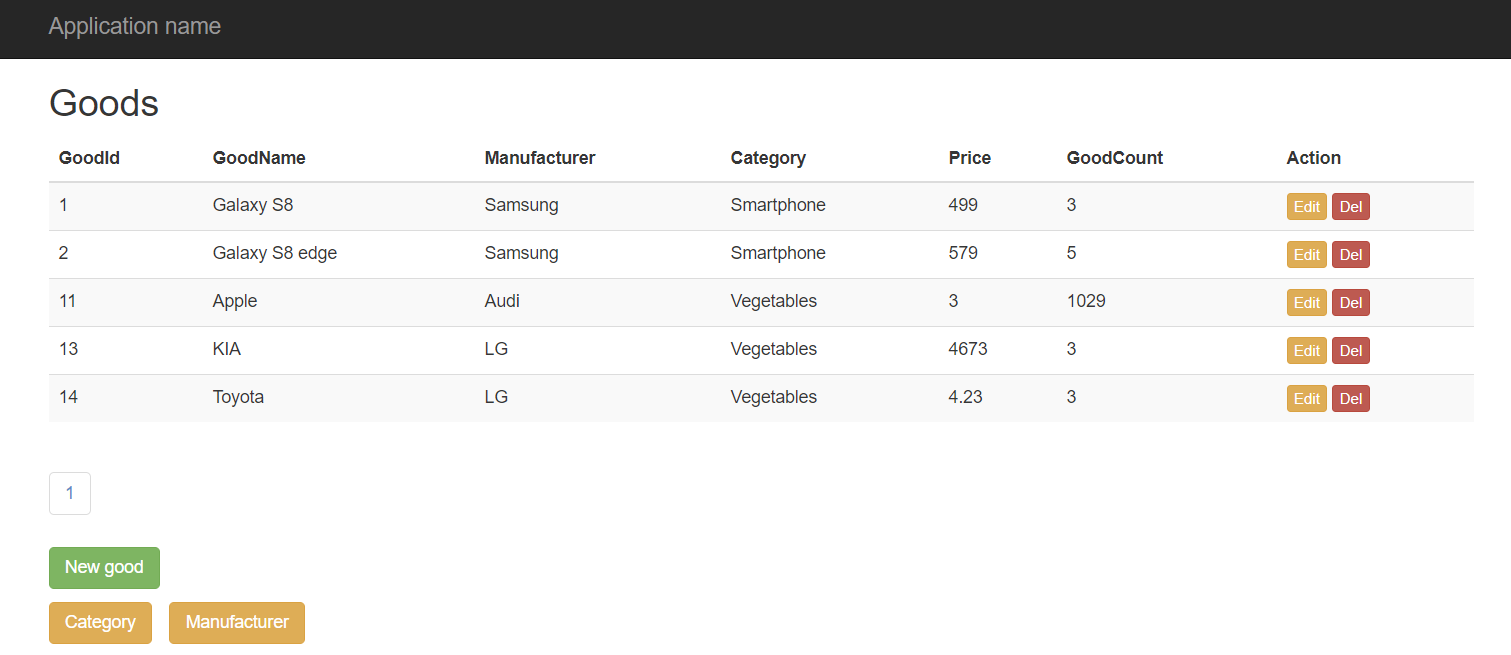 Application name
Goods
GoodId GoodName Manufacturer Category Price GoodCount Action
1 Galaxy S8 Samsung Smartphone 499 3 Edit Del
2 Galaxy S8 edge Samsung Smartphone 579 5 Edit Del
11 Apple Audi Vegetables 3 1029 Edit Del
13 KIA LG Vegetables 4673 3 Edit Del
14 Toyota LG Vegetables 4.23 3 Edit Del
1
New good
Category Manufacturer